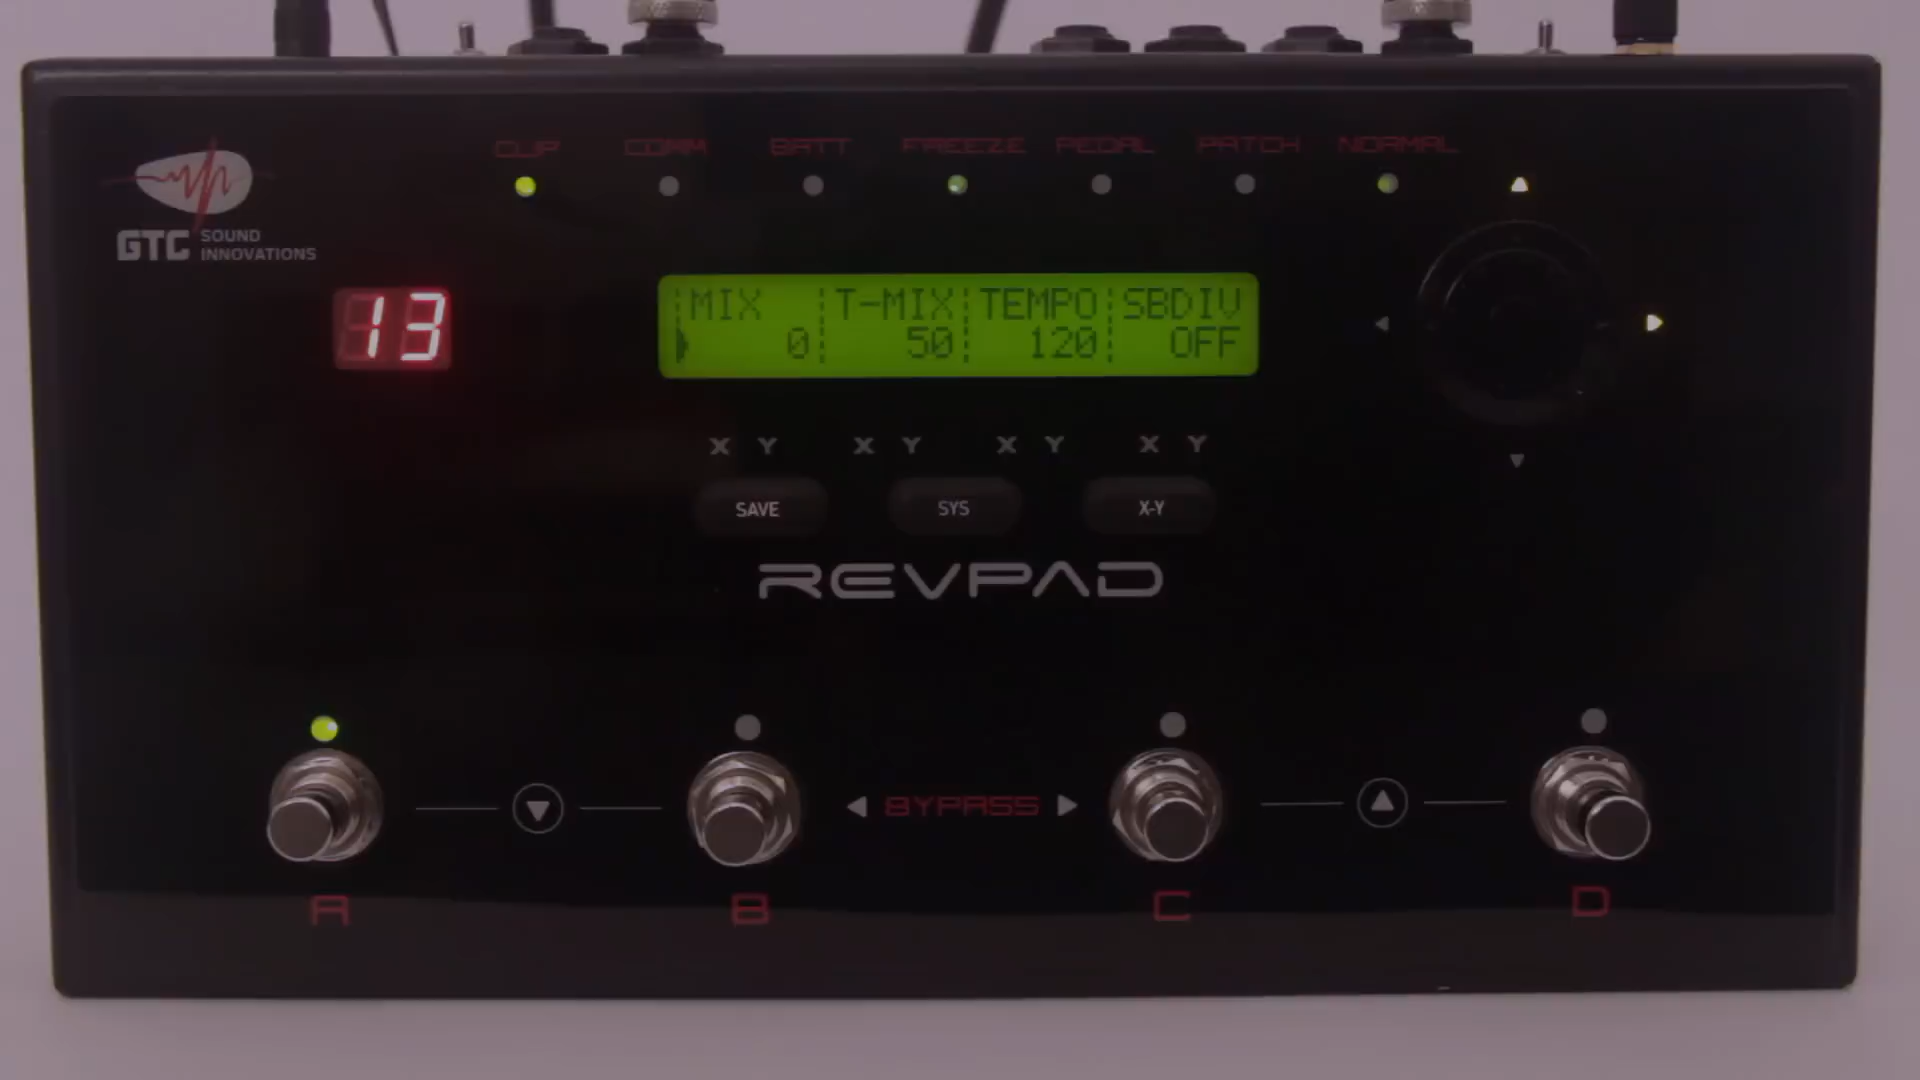 CLIP COMM BATT FREEZE PEDAL PATCH NORMAL
GTC SOUND INNOVATIONS
13
MIX T-MIX TEMPO SBDIV
0 50 120 OFF
X Y X Y X Y X Y
SAVE SYS X-Y
REVPAD
BYPASS
A B C D